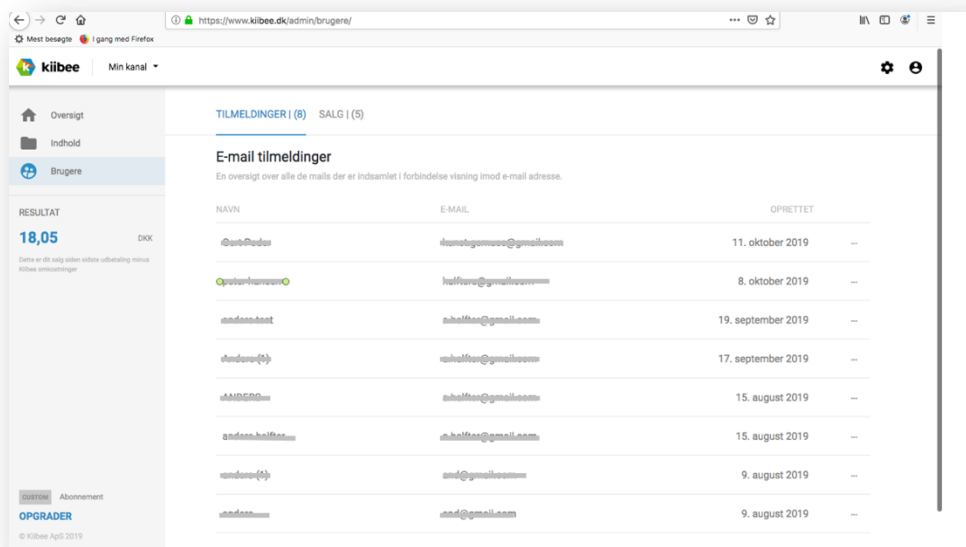 https://www.kiibee.dk/admin/brugere/
Mest besøgte I gang med Firefox
kiibee Min kanal
Oversigt
Indhold
Brugere
RESULTAT
18,05 DKK
Dette er dit salg siden sidste udbetaling minus
Kiibee omkostninger
CUSTOM Abonnement
OPGRADER
© Kiibee ApS 2019
TILMELDINGER | (8) SALG | (5)
E-mail tilmeldinger
En oversigt over alle de mails der er indsamlet i forbindelse visning imod e-mail adresse.
NAVN E-MAIL OPRETTET
11. oktober 2019
8. oktober 2019
19. september 2019
17. september 2019
15. august 2019
15. august 2019
9. august 2019
9. august 2019